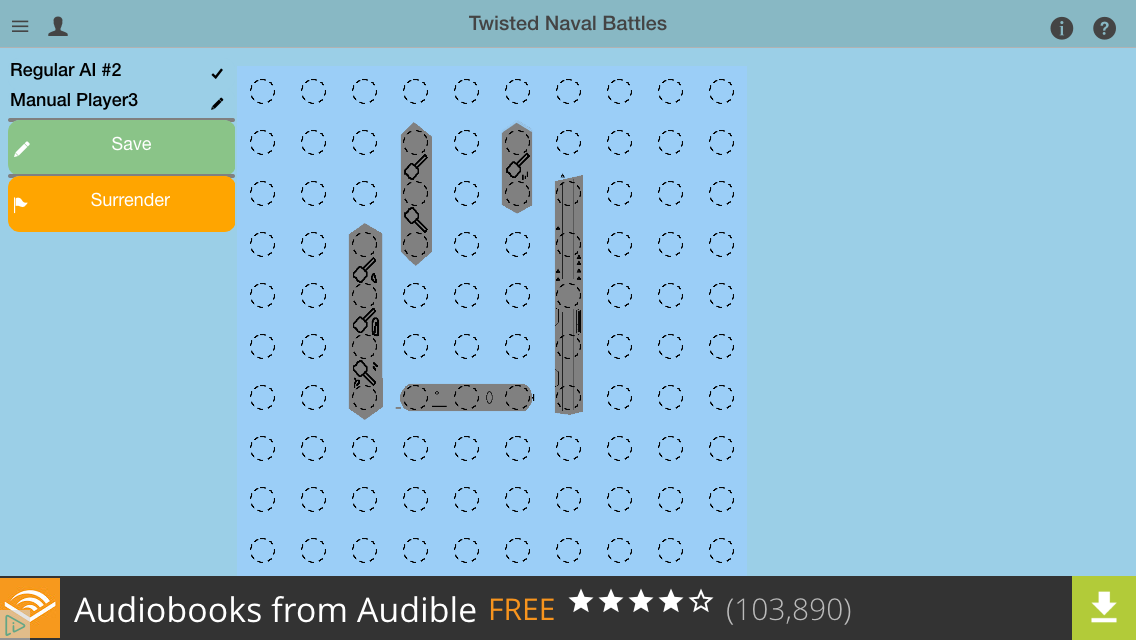 Twisted Naval Battles
Regular AI #2
Manual Player3
Save
Surrender
Audiobooks from Audible FREE (103,890)